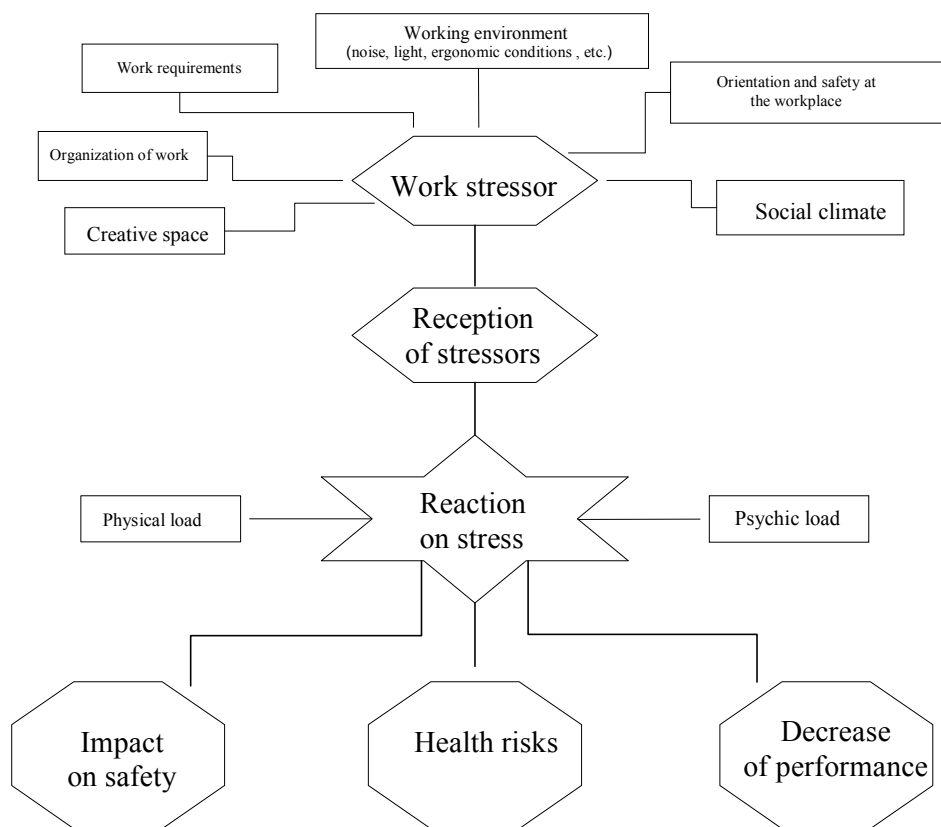 Working environment
(noise, light, ergonomic conditions , etc.)
Work requirements
Orientation and safety at
the workplace
Organization of work
Work stressor
Creative space
Social climate
Reception
of stressors
Physical load
Reaction
on stress
Psychic load
Impact
on safety
Health risks
Decrease
of performance